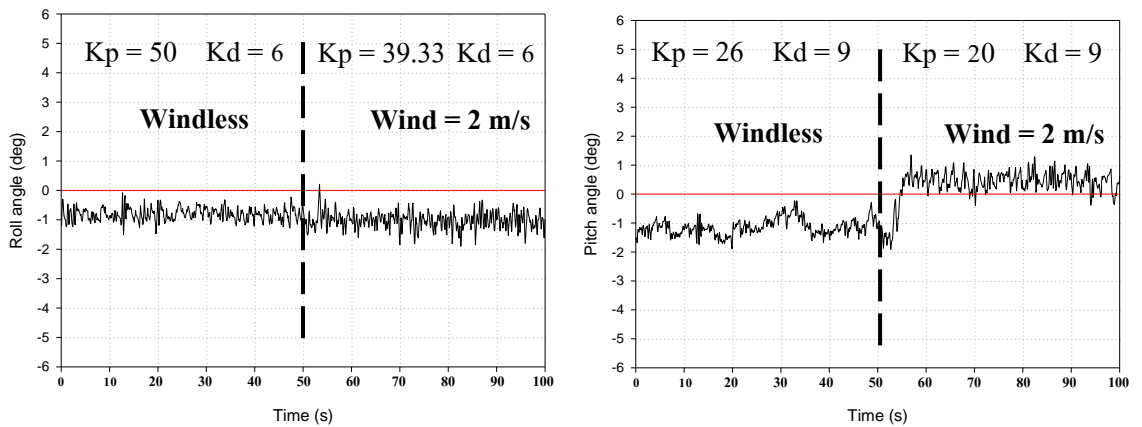 6
5
4
3
2
1
0
-1
-2
-3
-4
-5
-6
Roll angle (deg)
Kp = 50 Kd = 6
Kp = 39.33 Kd = 6
Windless
Wind = 2 m/s
0 10 20 30 40 50 60 70 80 90 100
Time (s)
6
5
4
3
2
1
0
-1
-2
-3
-4
-5
-6
Pitch angle (deg)
Kp = 26 Kd = 9
Kp = 20 Kd = 9
Windless
Wind = 2 m/s
0 10 20 30 40 50 60 70 80 90 100
Time (s)